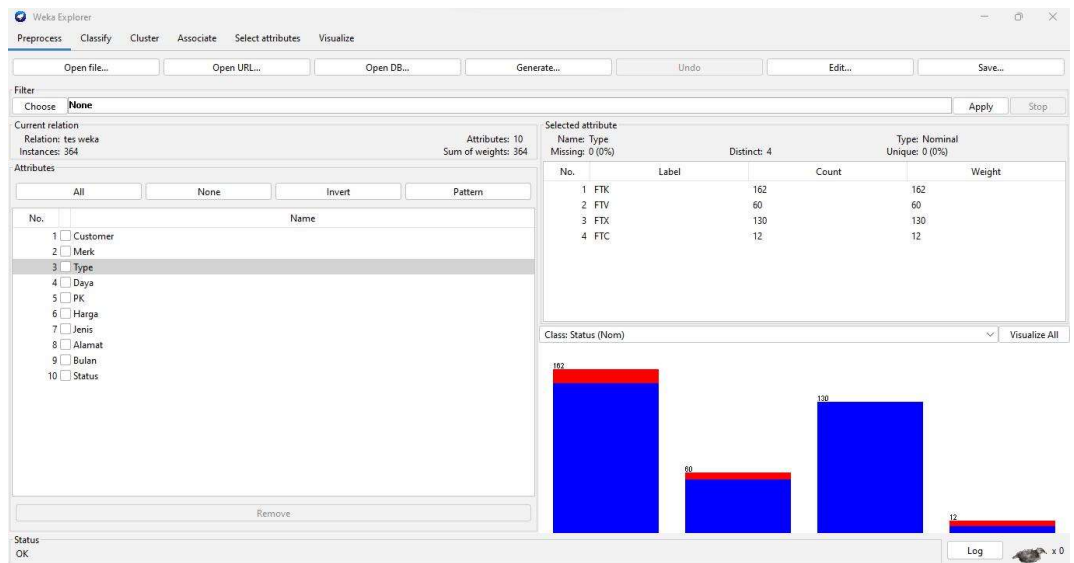 Weka Explorer
Preprocess Classify Cluster Associate Select attributes Visualize
Open file... Open URL... Open DB... Generate... Undo Edit... Save...
Filter
Choose None Apply Stop
Current relation
Relation: tes weka Attributes: 10
Instances: 364 Sum of weights: 364
Attributes
All None Invert Pattern
No. Name
1 Customer
2 Merk
3 Type
4 Daya
5 PK
6 Harga
7 Jenis
8 Alamat
9 Bulan
10 Status
Remove
Selected attribute
Name: Type Type: Nominal
Missing: 0 (0%) Distinct: 4 Unique: 0 (0%)
No. Label Count Weight
1 FTK 162 162
2 FTV 60 60
3 FTX 130 130
4 FTC 12 12
Class: Status (Nom) Visualize All
162
60
130
12
Status
OK
Log x 0